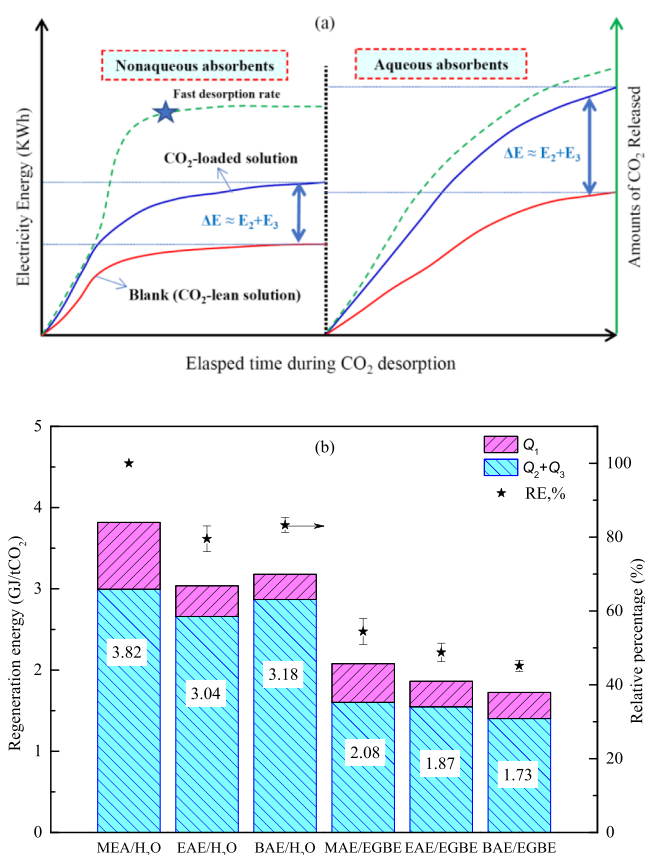 (a)
Nonaqueous absorbents
Aqueous absorbents
Fast desorption rate
CO₂-loaded solution
ΔE ≈ E₂+E₃
ΔE ≈ E₂+E₃
Blank (CO₂-lean solution)
Electricity Energy (KWh)
Amounts of CO₂ Released
Elasped time during CO₂ desorption
(b)
Q₁
Q₂+Q₃
RE,%
Regeneration energy (GJ/tCO₂)
Relative percentage (%)
5
4
3
2
1
0
100
80
60
40
20
0
3.82
3.04
3.18
2.08
1.87
1.73
MEA/H₂O EAE/H₂O BAE/H₂O MAE/EGBE EAE/EGBE BAE/EGBE